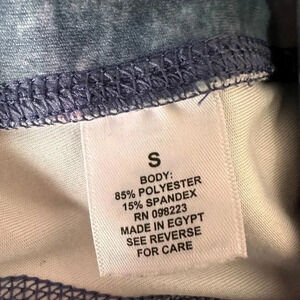 S
BODY:
85% POLYESTER
15% SPANDEX
RN 098223
MADE IN EGYPT
SEE REVERSE
FOR CARE